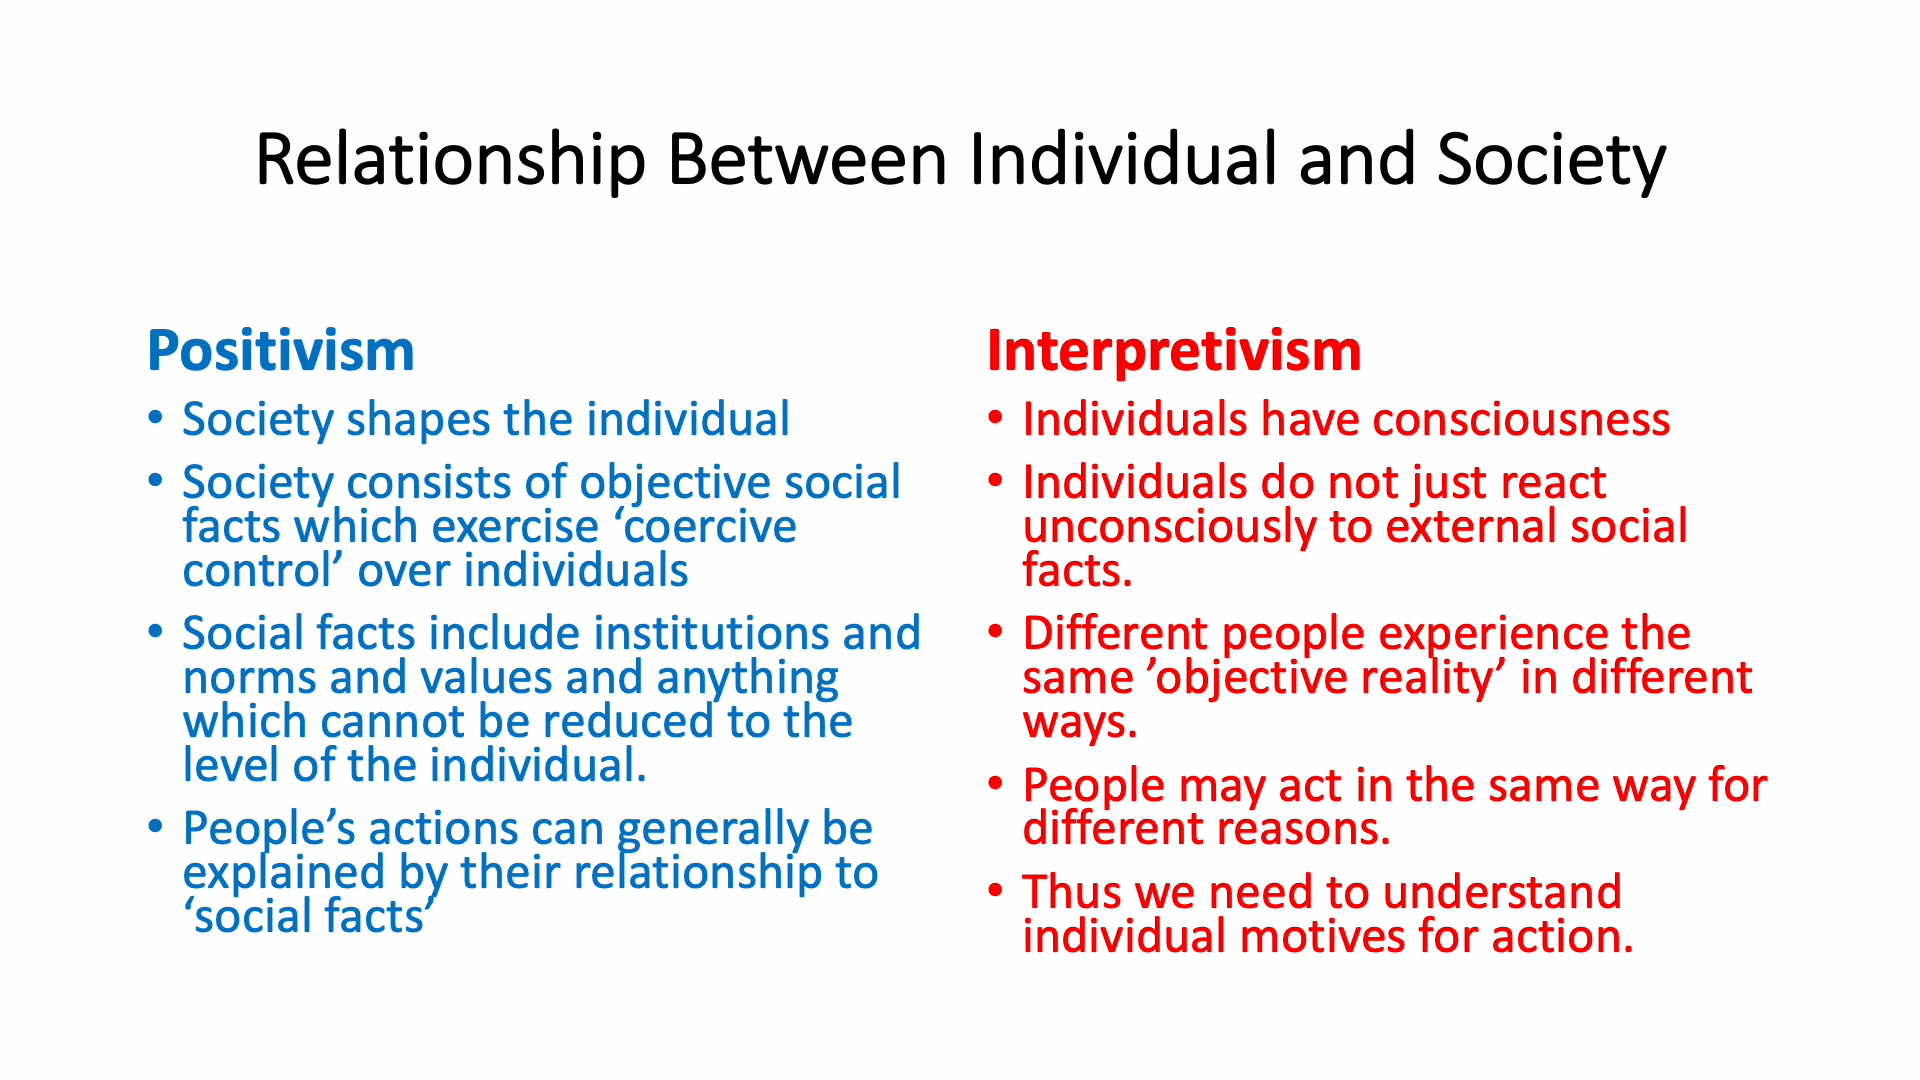 Relationship Between Individual and Society
Positivism
• Society shapes the individual
• Society consists of objective social
facts which exercise ‘coercive
control’ over individuals
• Social facts include institutions and
norms and values and anything
which cannot be reduced to the
level of the individual.
• People’s actions can generally be
explained by their relationship to
‘social facts’
Interpretivism
• Individuals have consciousness
• Individuals do not just react
unconsciously to external social
facts.
• Different people experience the
same ’objective reality’ in different
ways.
• People may act in the same way for
different reasons.
• Thus we need to understand
individual motives for action.